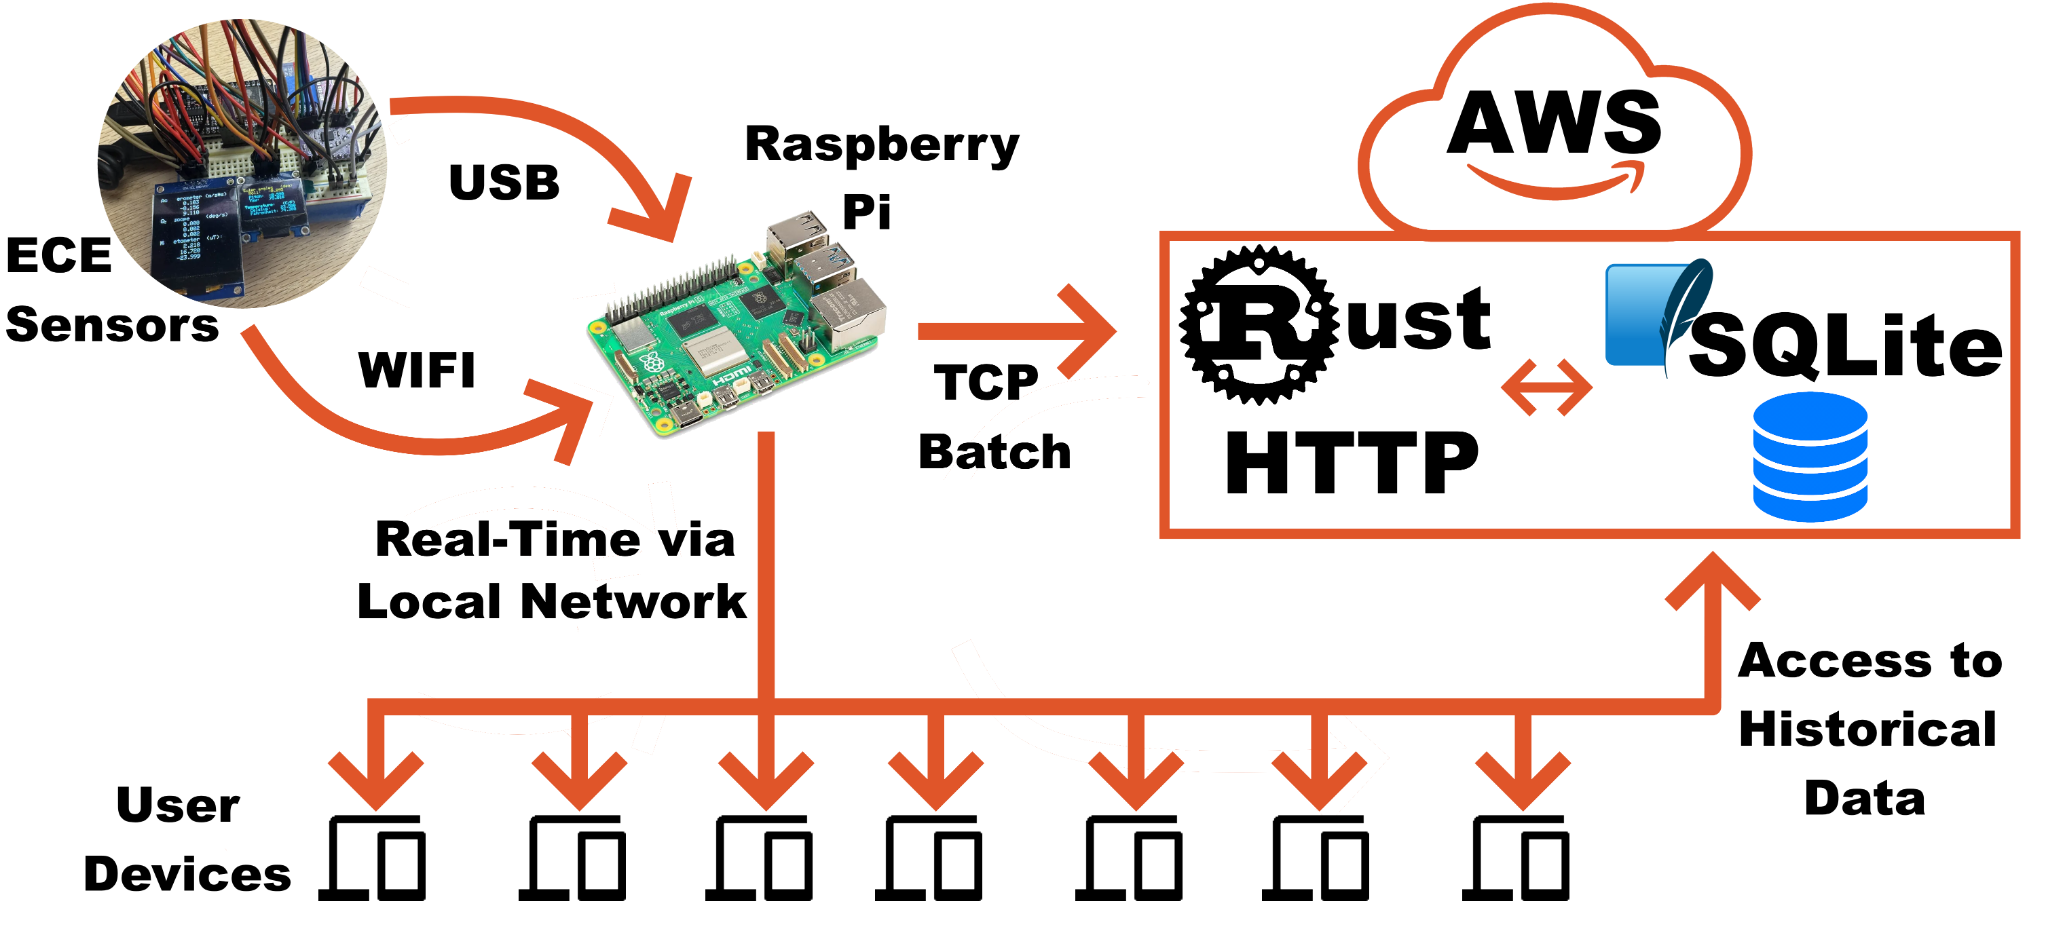 ECE
Sensors
USB
WIFI
Raspberry
Pi
HDMI
TCP
Batch
AWS
Rust
HTTP
SQLite
Real-Time via
Local Network
Access to
Historical
Data
User
Devices